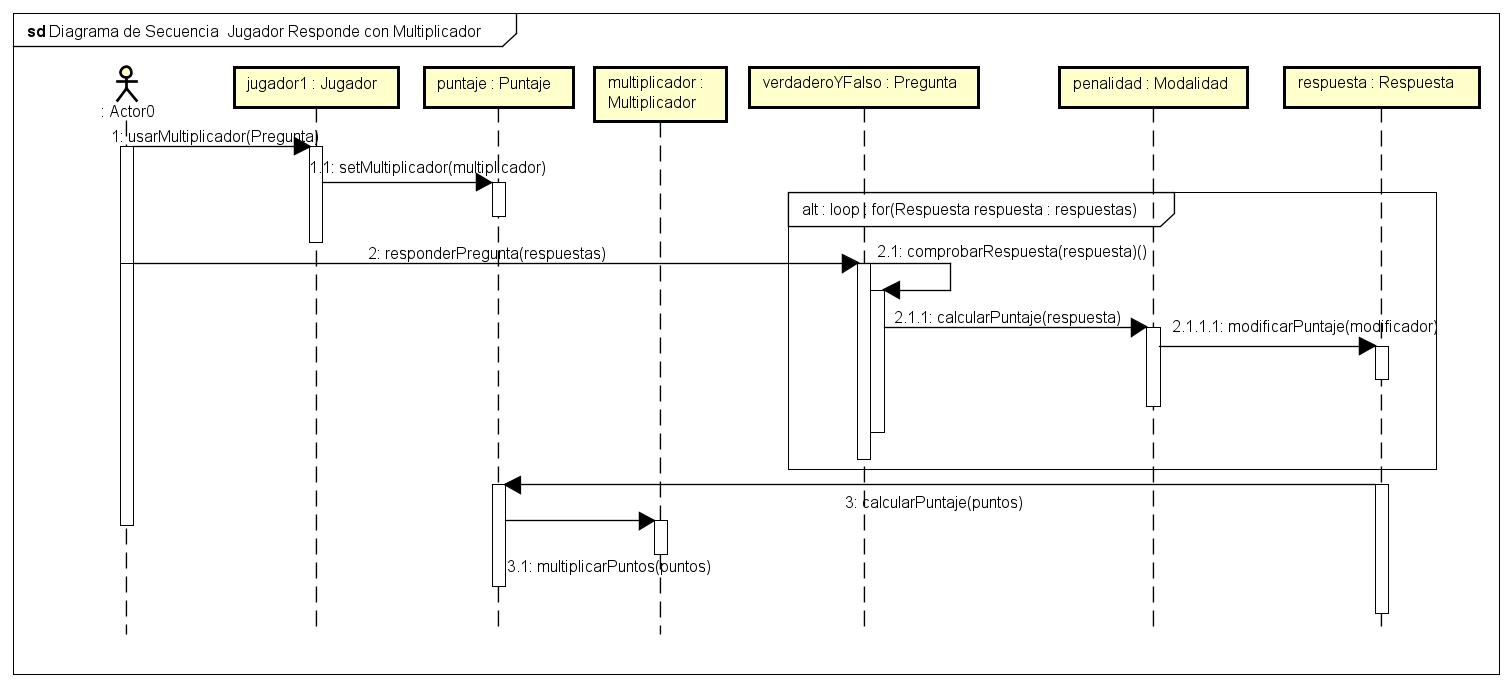 sd Diagrama de Secuencia Jugador Responde con Multiplicador
: Actor0
jugador1 : Jugador
puntaje : Puntaje
multiplicador :
Multiplicador
verdaderoYFalso : Pregunta
penalidad : Modalidad
respuesta : Respuesta
1: usarMultiplicador(Pregunta)
1.1: setMultiplicador(multiplicador)
alt : loop : for(Respuesta respuesta : respuestas)
2: responderPregunta(respuestas)
2.1: comprobarRespuesta(respuesta)()
2.1.1: calcularPuntaje(respuesta)
2.1.1.1: modificarPuntaje(modificador)
3: calcularPuntaje(puntos)
3.1: multiplicarPuntos(puntos)